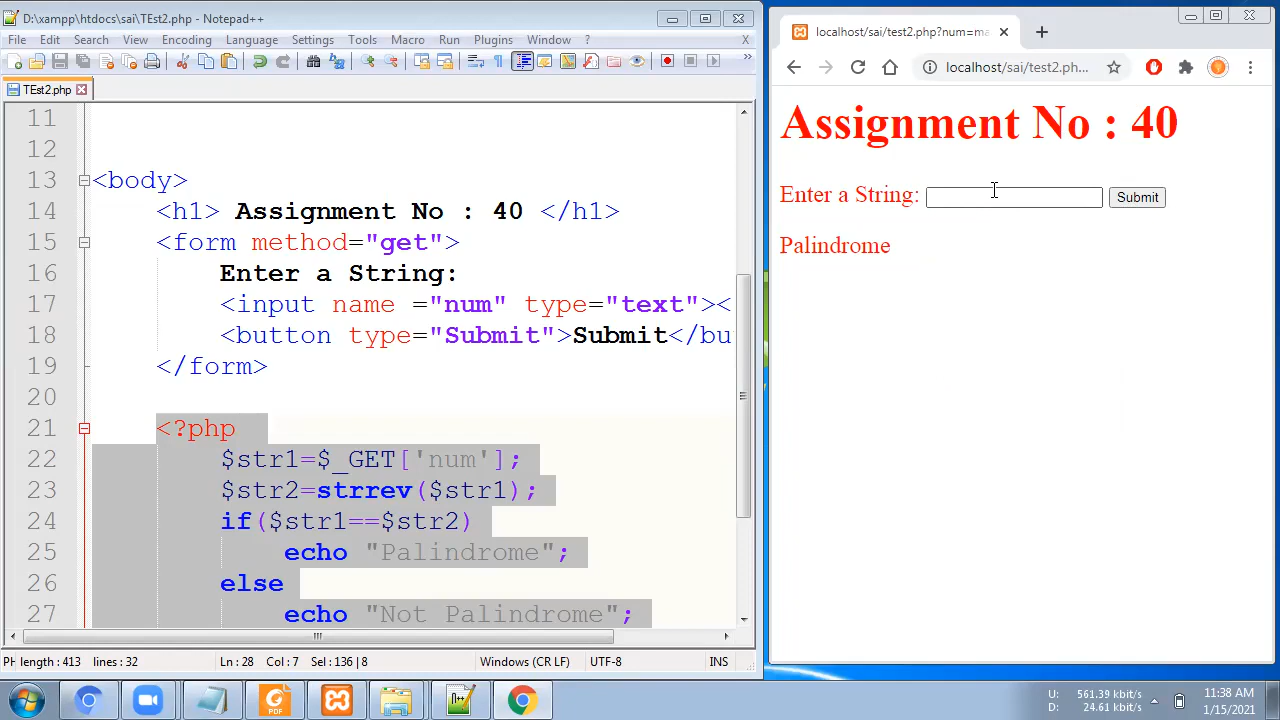 D:\xampp\htdocs\sai\TEst2.php - Notepad++
File Edit Search View Encoding Language Settings Tools Macro Run Plugins Window X
TEst2.php
11
12
13 <body>
14 <h1> Assignment No : 40 </h1>
15 <form method="get">
16 Enter a String:
17 <input name ="num" type="text"><
18 <button type="Submit">Submit</bu
19 </form>
20
21 <?php
22 $str1=$_GET['num'];
23 $str2=strrev($str1);
24 if($str1==$str2)
25 echo "Palindrome";
26 else
27 echo "Not Palindrome";
PH length : 413 lines : 32 Ln : 28 Col : 7 Sel : 136 | 8 Windows (CR LF) UTF-8 INS
localhost/sai/test2.php?num=ma
localhost/sai/test2.ph...
Assignment No : 40
Enter a String: Submit
Palindrome
U: 561.39 kbit/s
D: 24.61 kbit/s
11:38 AM
1/15/2021